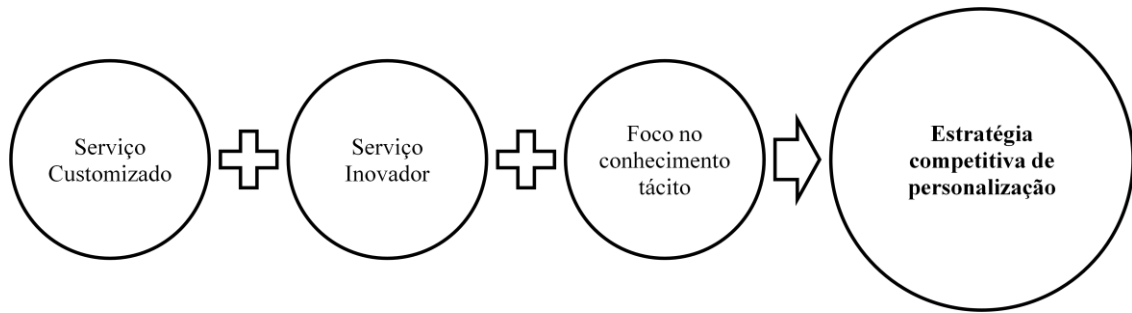 Serviço
Customizado
Serviço
Inovador
Foco no
conhecimento
tácito
Estratégia
competitiva de
personalização